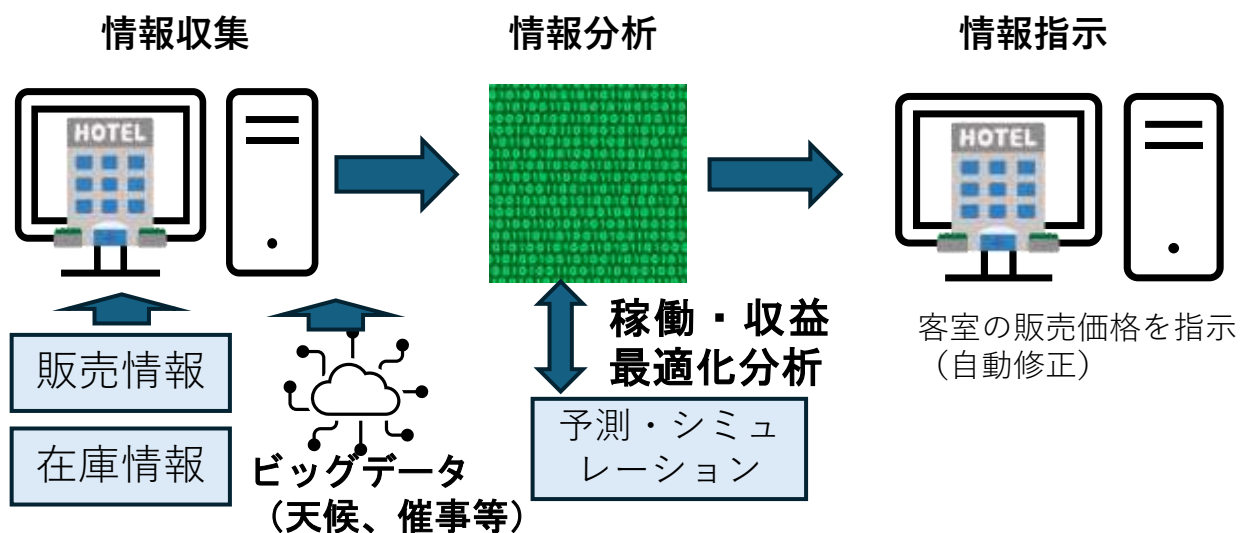 情報収集
情報分析
情報指示
HOTEL
HOTEL
販売情報
在庫情報
ビッグデータ
（天候、催事等）
稼働・収益
最適化分析
予測・シミュ
レーション
客室の販売価格を指示
（自動修正）